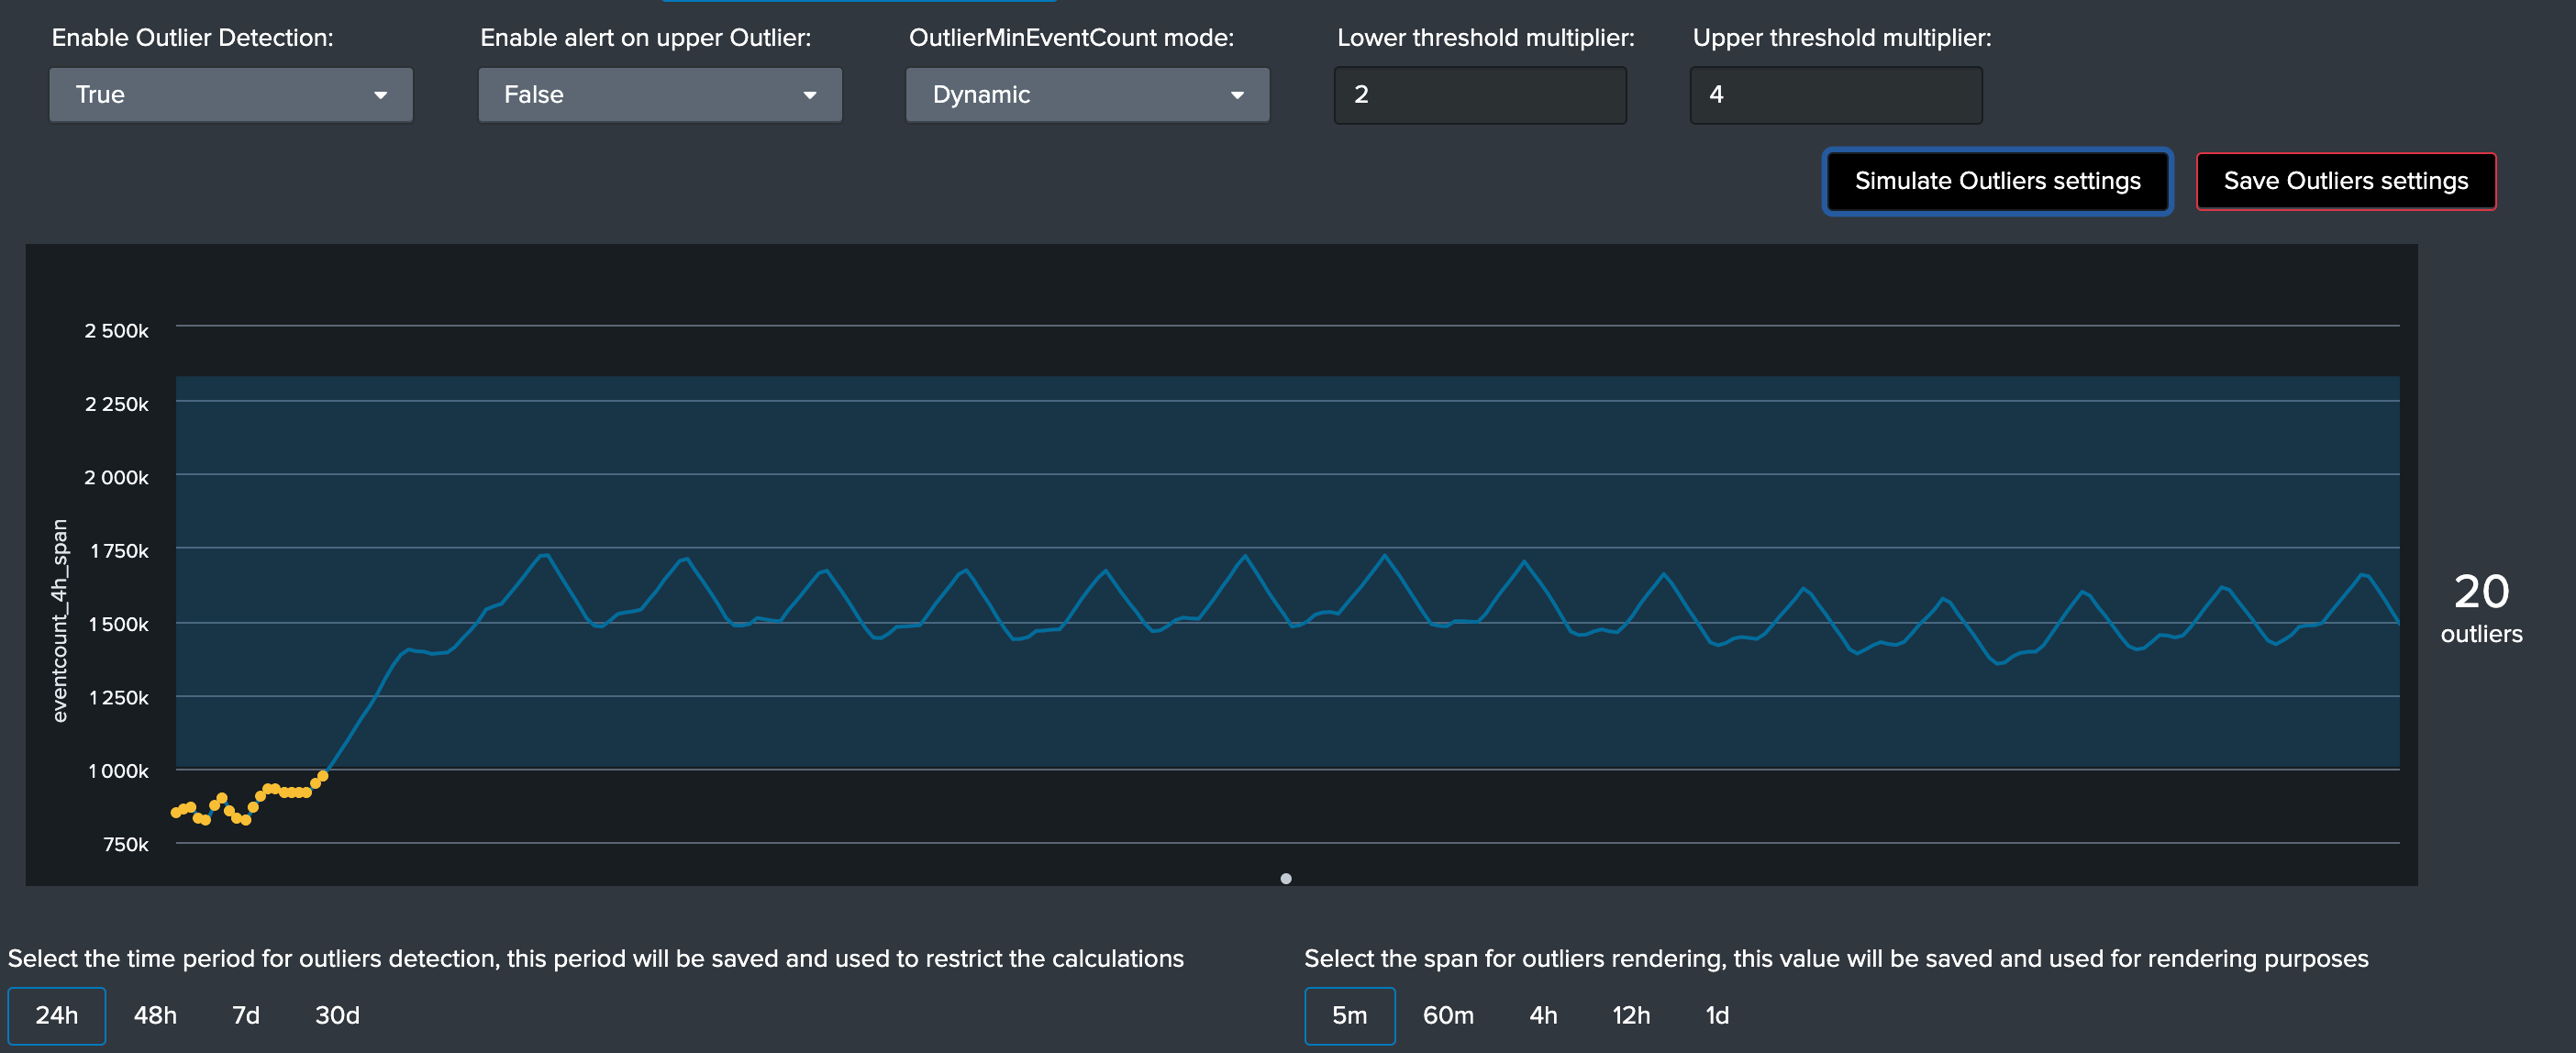 Enable Outlier Detection:
Enable alert on upper Outlier:
OutlierMinEventCount mode:
Lower threshold multiplier:
Upper threshold multiplier:
True
False
Dynamic
2
4
Simulate Outliers settings
Save Outliers settings
2 500k
2 250k
2 000k
1 750k
1 500k
1 250k
1 000k
750k
eventcount_4h_span
20
outliers
Select the time period for outliers detection, this period will be saved and used to restrict the calculations
24h
48h
7d
30d
Select the span for outliers rendering, this value will be saved and used for rendering purposes
5m
60m
4h
12h
1d